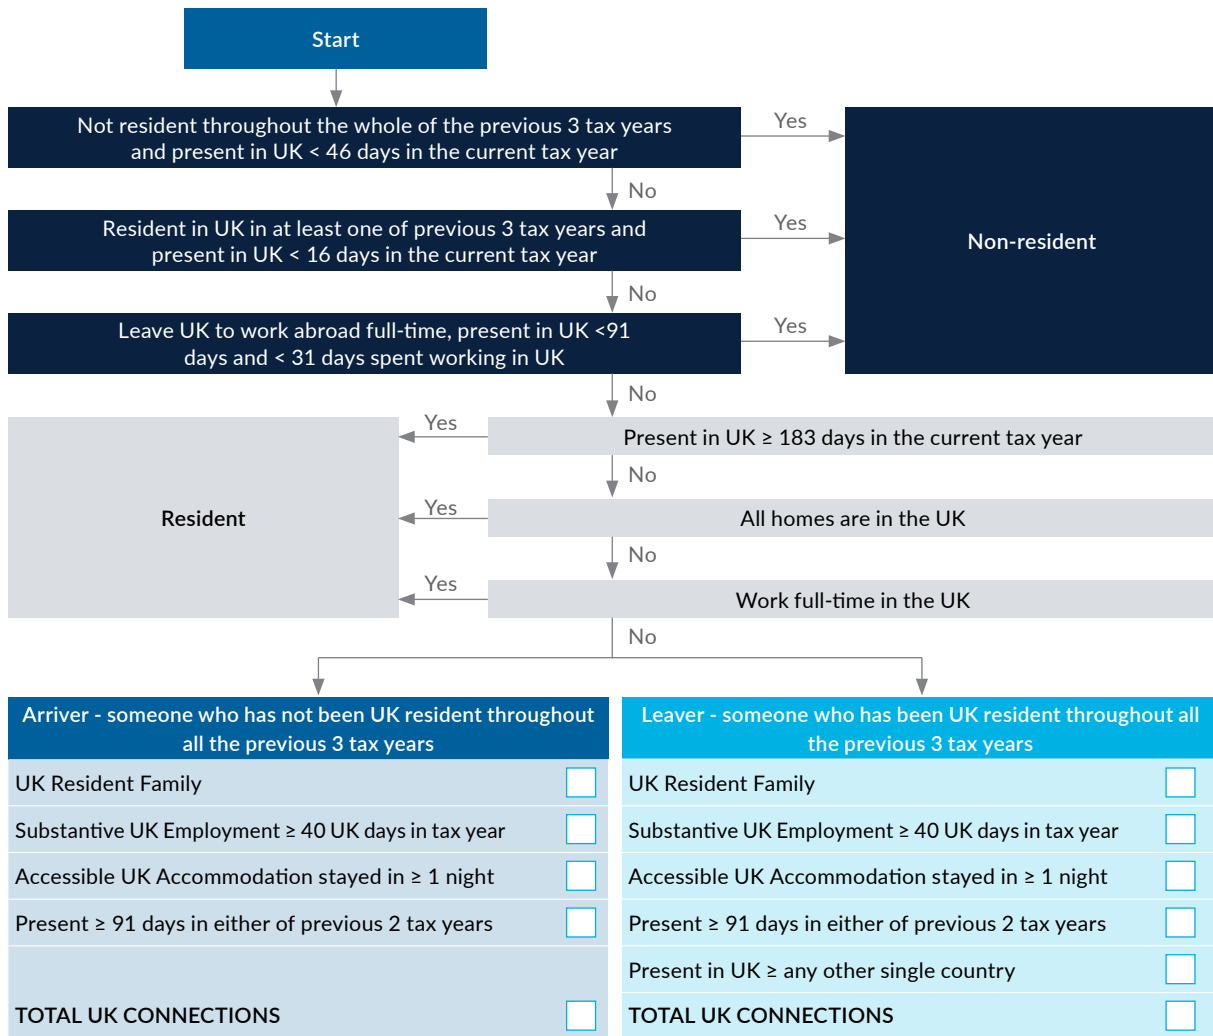 Start
Not resident throughout the whole of the previous 3 tax years
and present in UK < 46 days in the current tax year
Yes
No
Resident in UK in at least one of previous 3 tax years and
present in UK < 16 days in the current tax year
Yes
Non-resident
No
Leave UK to work abroad full-time, present in UK <91
days and < 31 days spent working in UK
Yes
No
Yes
Present in UK ≥ 183 days in the current tax year
No
Resident
Yes
All homes are in the UK
No
Yes
Work full-time in the UK
No
Arriver - someone who has not been UK resident throughout
all the previous 3 tax years
UK Resident Family
Substantive UK Employment ≥ 40 UK days in tax year
Accessible UK Accommodation stayed in ≥ 1 night
Present ≥ 91 days in either of previous 2 tax years
TOTAL UK CONNECTIONS
Leaver - someone who has been UK resident throughout all
the previous 3 tax years
UK Resident Family
Substantive UK Employment ≥ 40 UK days in tax year
Accessible UK Accommodation stayed in ≥ 1 night
Present ≥ 91 days in either of previous 2 tax years
Present in UK ≥ any other single country
TOTAL UK CONNECTIONS